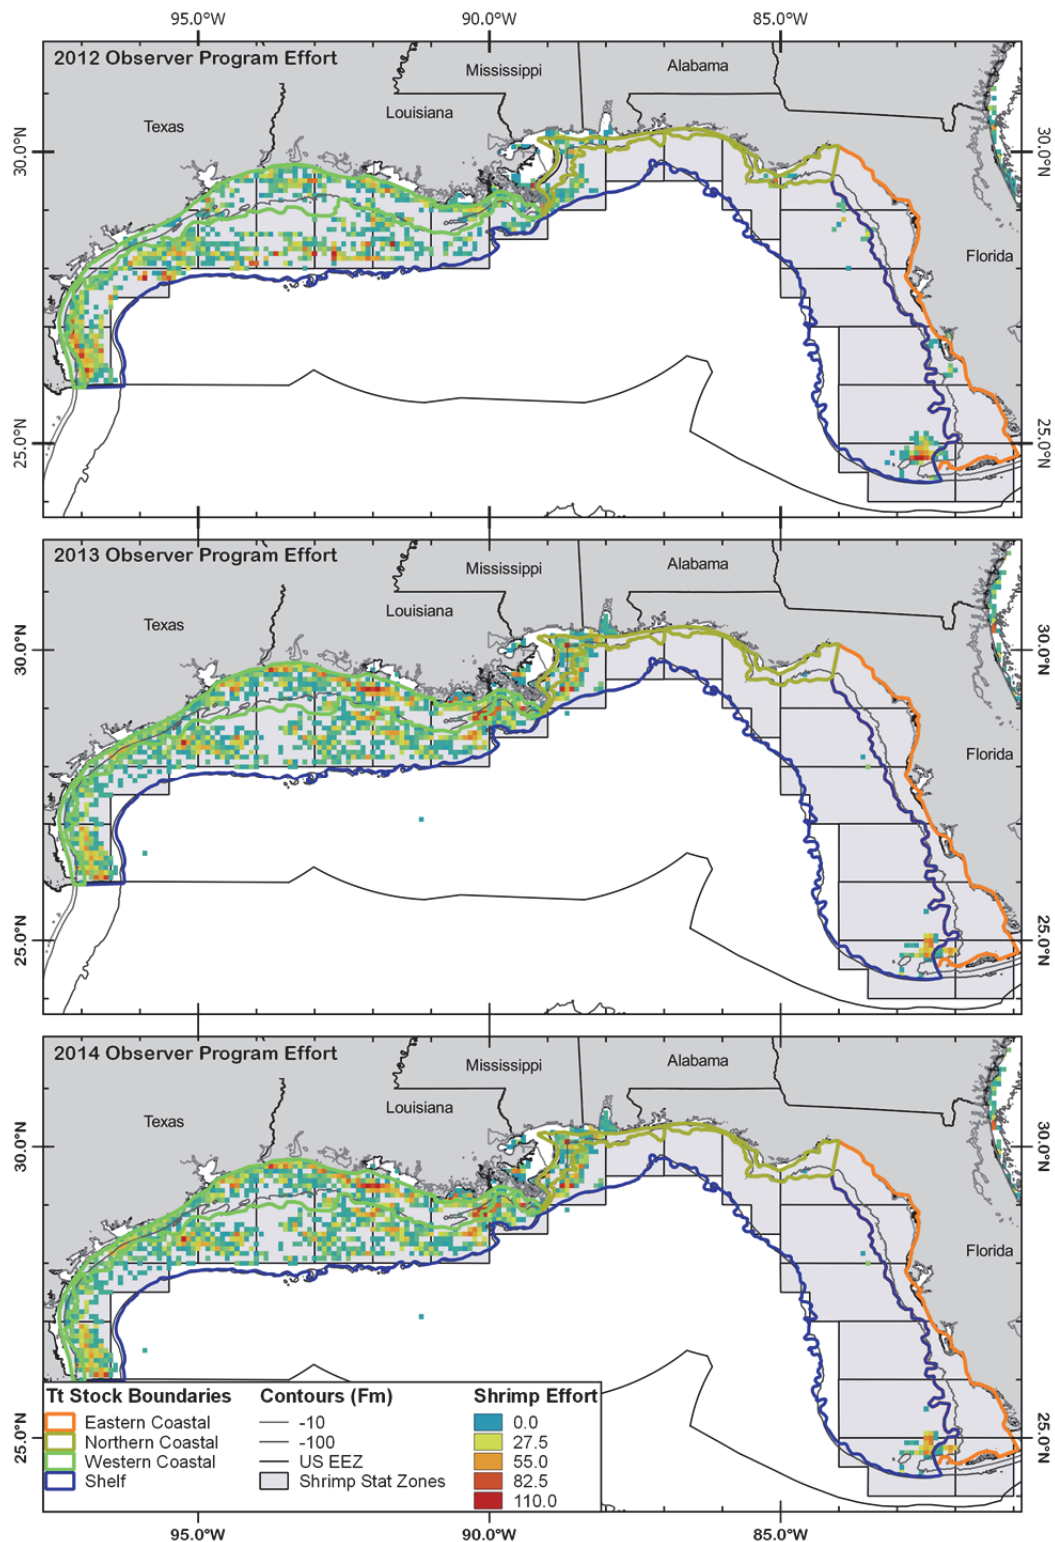 95.0°W 90.0°W 85.0°W
2012 Observer Program Effort
Mississippi
Alabama
Louisiana
Texas
30.0°N
30.0°N
Florida
25.0°N
25.0°N
2013 Observer Program Effort
Mississippi
Alabama
Louisiana
Texas
30.0°N
30.0°N
Florida
25.0°N
25.0°N
2014 Observer Program Effort
Mississippi
Alabama
Louisiana
Texas
30.0°N
30.0°N
Florida
25.0°N
25.0°N
Tt Stock Boundaries
Eastern Coastal
Northern Coastal
Western Coastal
Shelf
Contours (Fm)
-10
-100
US EEZ
Shrimp Stat Zones
Shrimp Effort
0.0
27.5
55.0
82.5
110.0
95.0°W 90.0°W 85.0°W